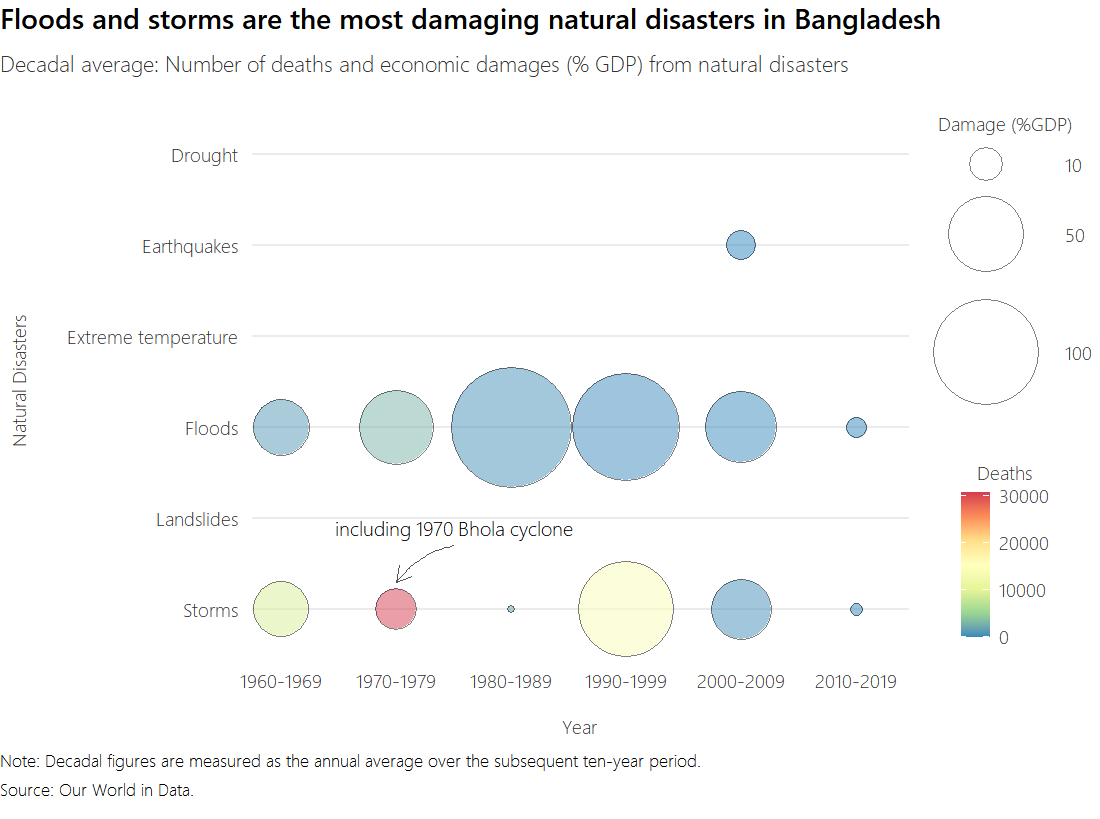 Floods and storms are the most damaging natural disasters in Bangladesh
Decadal average: Number of deaths and economic damages (% GDP) from natural disasters
Damage (%GDP)
10
50
100
Natural Disasters
Drought
Earthquakes
Extreme temperature
Floods
Landslides
including 1970 Bhola cyclone
Storms
Deaths
30000
20000
10000
0
1960-1969 1970-1979 1980-1989 1990-1999 2000-2009 2010-2019
Year
Note: Decadal figures are measured as the annual average over the subsequent ten-year period.
Source: Our World in Data.